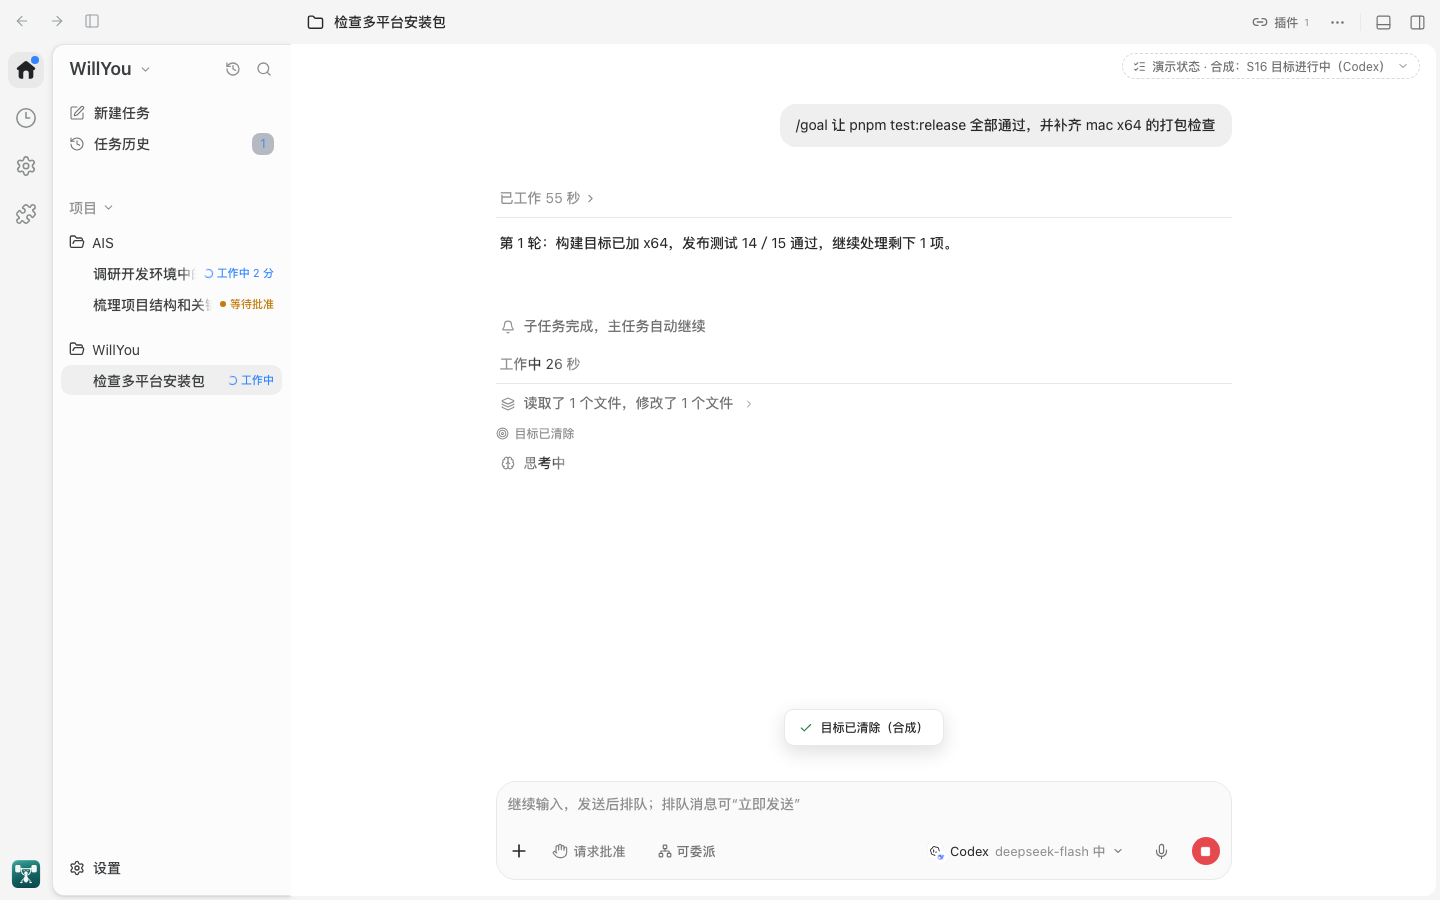 检查多平台安装包
插件 1
WillYou
演示状态 · 合成：S16 目标进行中（Codex）
新建任务
任务历史 1
/goal 让 pnpm test:release 全部通过，并补齐 mac x64 的打包检查
项目
AIS
调研开发环境中 工作中 2 分
梳理项目结构和关 等待批准
WillYou
检查多平台安装包 工作中
已工作 55 秒
第 1 轮：构建目标已加 x64，发布测试 14 / 15 通过，继续处理剩下 1 项。
子任务完成，主任务自动继续
工作中 26 秒
读取了 1 个文件，修改了 1 个文件
目标已清除
思考中
目标已清除（合成）
继续输入，发送后排队；排队消息可“立即发送”
请求批准
可委派
Codex deepseek-flash 中
设置